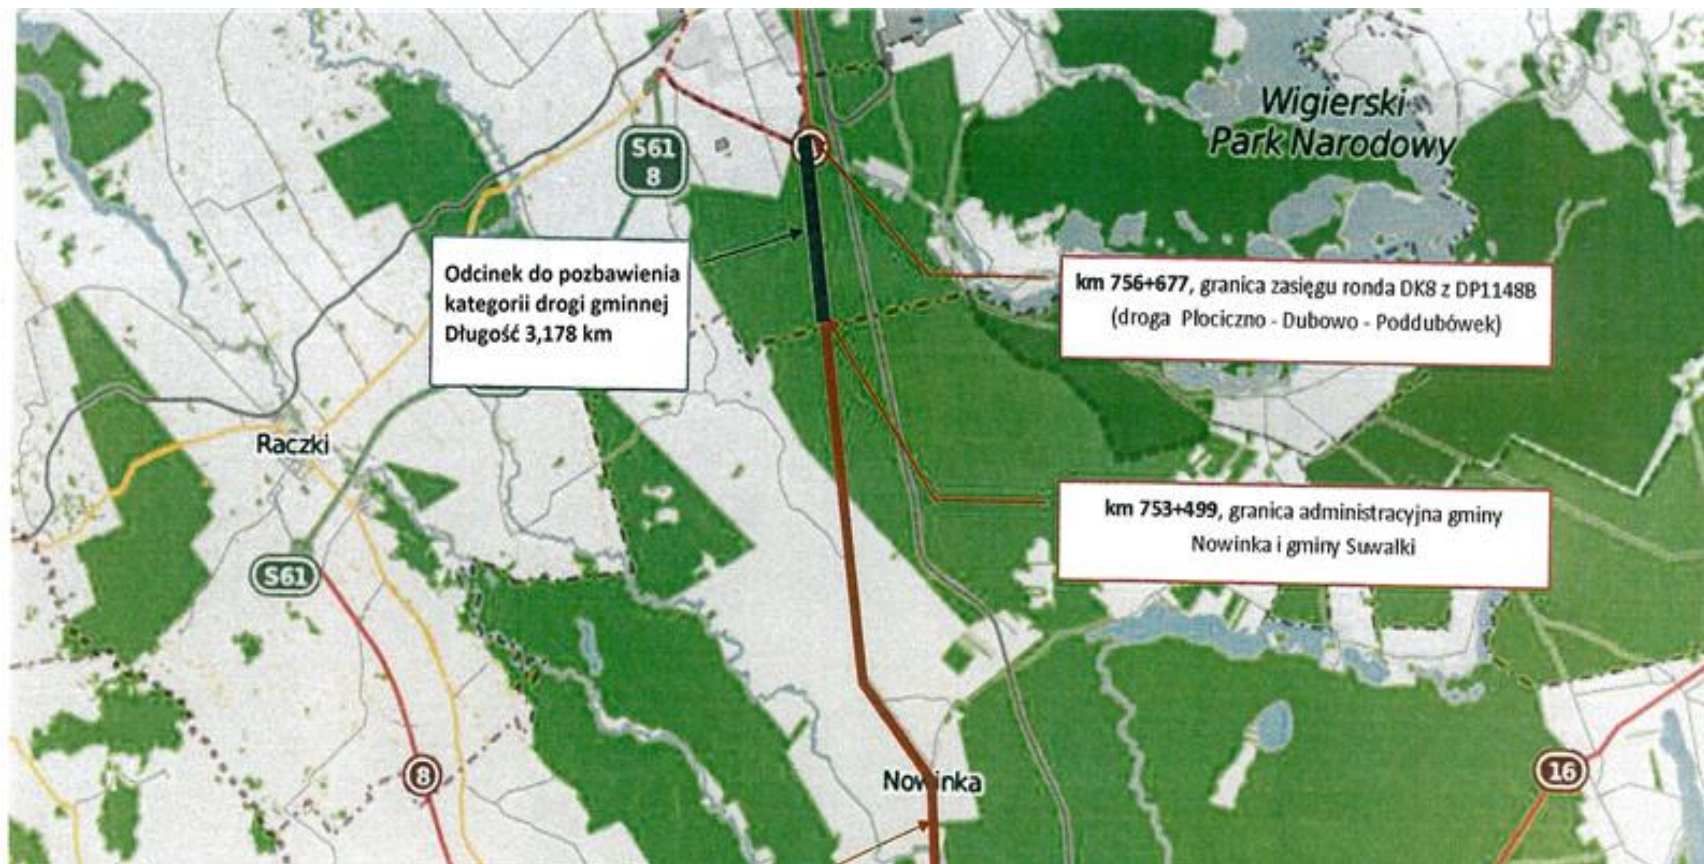 Wigierski
Park Narodowy
S61
8
Odcinek do pozbawienia
kategorii drogi gminnej
Długość 3,178 km
km 756+677, granica zasięgu ronda DK8 z DP1148B
(droga Płociczno - Dubowo - Poddubówek)
Raczki
km 753+499, granica administracyjna gminy
Nowinka i gminy Suwałki
S61
8
Nowinka
16